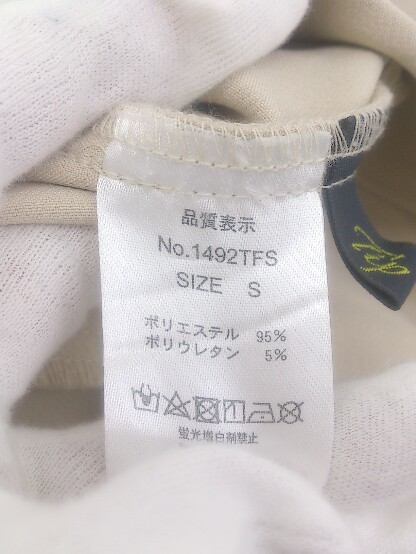 品質表示
No.1492TFS
SIZE S
ポリエステル 95%
ポリウレタン 5%
蛍光増白剤禁止